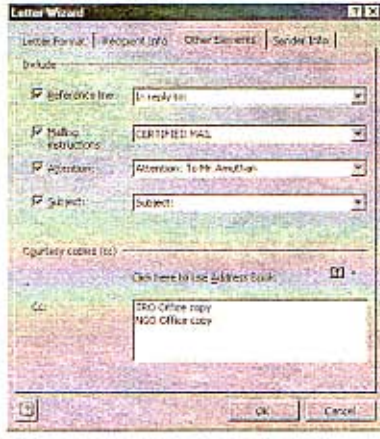 Letter Wizard
Letter Format Recipient Info Other Elements Sender Info
Include
Reference line: In reply to:
Mailing instructions: CERTIFIED MAIL
Attention: Attention: To Mr. Amuthan
Subject: Subject:
Courtesy copies (cc)
Click here to use Address Book:
Cc: IRO Office copy
NGO Office copy
OK Cancel